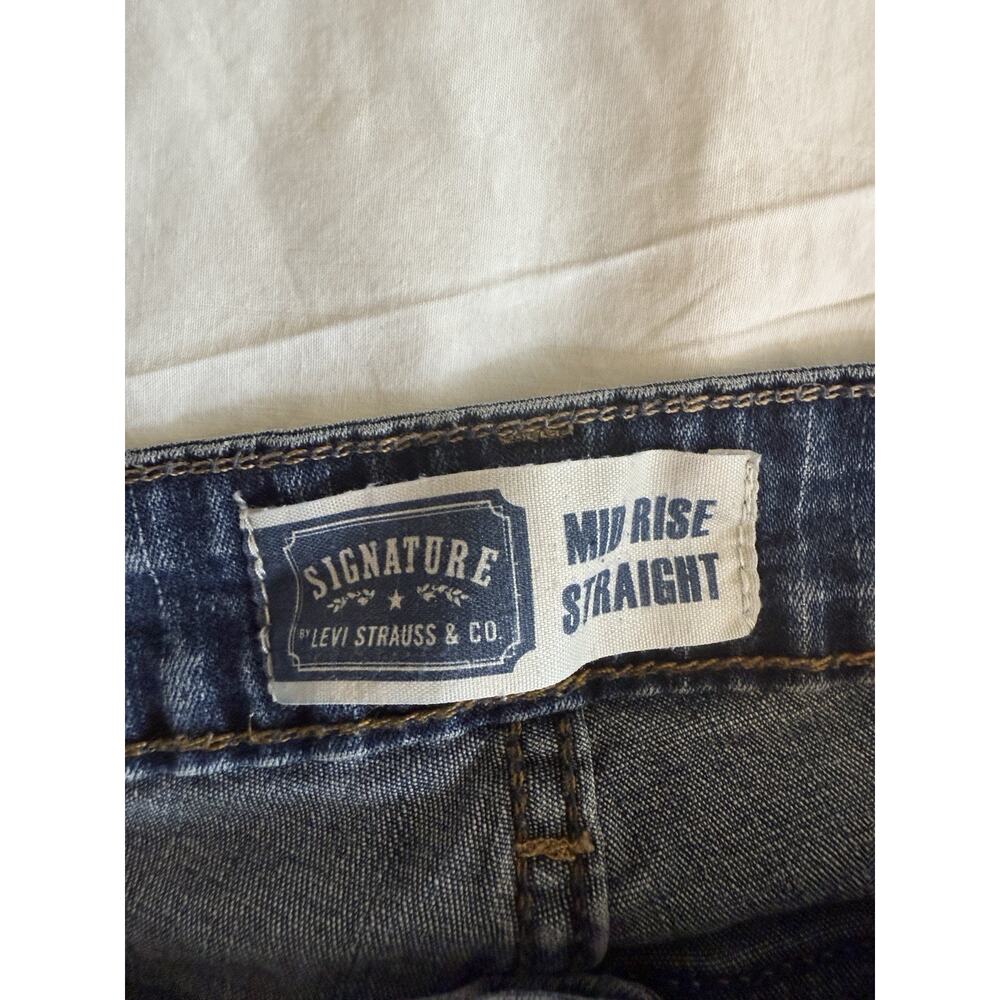 SIGNATURE
BY LEVI STRAUSS & CO.
MID RISE
STRAIGHT